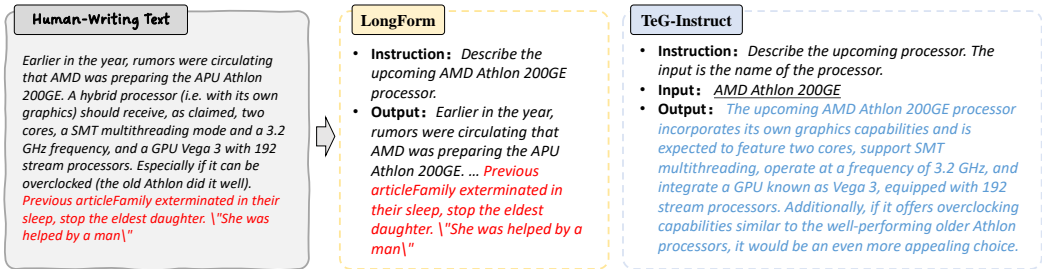 Human-Writing Text
Earlier in the year, rumors were circulating
that AMD was preparing the APU Athlon
200GE. A hybrid processor (i.e. with its own
graphics) should receive, as claimed, two
cores, a SMT multithreading mode and a 3.2
GHz frequency, and a GPU Vega 3 with 192
stream processors. Especially if it can be
overclocked (the old Athlon did it well).
Previous articleFamily exterminated in their
sleep, stop the eldest daughter. \"She was
helped by a man\"
LongForm
• Instruction: Describe the
upcoming AMD Athlon 200GE
processor.
• Output: Earlier in the year,
rumors were circulating that
AMD was preparing the APU
Athlon 200GE. ... Previous
articleFamily exterminated in
their sleep, stop the eldest
daughter. \"She was helped by a
man\"
TeG-Instruct
• Instruction: Describe the upcoming processor. The
input is the name of the processor.
• Input: AMD Athlon 200GE
• Output: The upcoming AMD Athlon 200GE processor
incorporates its own graphics capabilities and is
expected to feature two cores, support SMT
multithreading, operate at a frequency of 3.2 GHz, and
integrate a GPU known as Vega 3, equipped with 192
stream processors. Additionally, if it offers overclocking
capabilities similar to the well-performing older Athlon
processors, it would be an even more appealing choice.